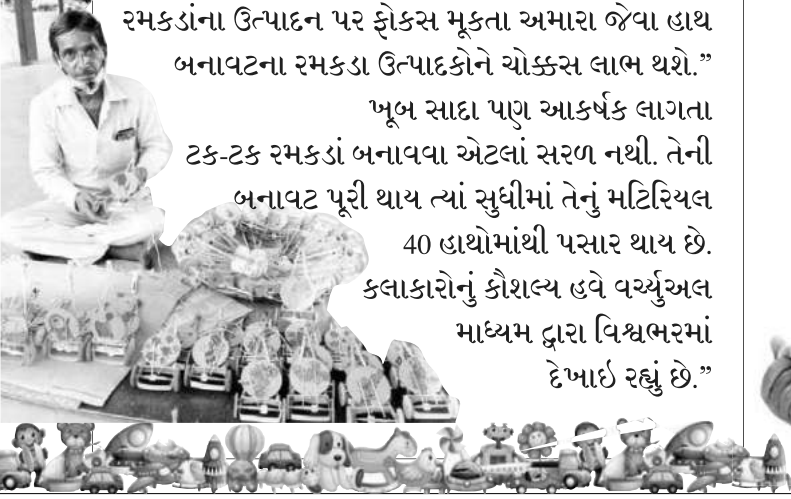 રમકડાંના ઉત્પાદન પર ફોકસ મૂકતા અમારા જેવા હાથ
બનાવટના રમકડા ઉત્પાદકોને ચોક્કસ લાભ થશે.”
ખૂબ સાદા પણ આકર્ષક લાગતા
ટક-ટક રમકડાં બનાવવા એટલાં સરળ નથી. તેની
બનાવટ પૂરી થાય ત્યાં સુધીમાં તેનું મટિરિયલ
40 હાથોમાંથી પસાર થાય છે.
કલાકારોનું કૌશલ્ય હવે વર્ચ્યુઅલ
માધ્યમ દ્વારા વિશ્વભરમાં
દેખાઇ રહ્યું છે.”